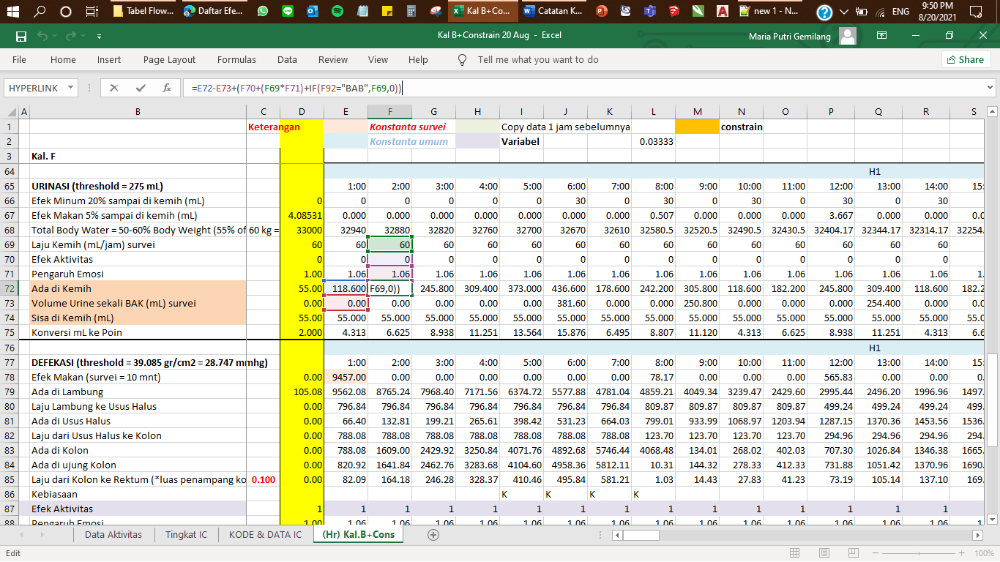 Tabel Flow... Daftar Efe... Kal B+Co... Catatan K... new 1 - N... ENG 9:50 PM 8/20/2021
Kal B+Constrain 20 Aug - Excel Maria Putri Gemilang
File Home Insert Page Layout Formulas Data Review View Help Tell me what you want to do Share
HYPERLINK fx =E72-E73+(F70+(F69*F71)+IF(F92="BAB",F69,0))
A B C D E F G H I J K L M N O P Q R S
1 Keterangan Konstanta survei Copy data 1 jam sebelumnya constrain
2 Konstanta umum Variabel 0.03333
3 Kal. F
64 H1
65 URINASI (threshold = 275 mL) 1:00 2:00 3:00 4:00 5:00 6:00 7:00 8:00 9:00 10:00 11:00 12:00 13:00 14:00 15:
66 Efek Minum 20% sampai di kemih (mL) 0 0 0 0 0 0 30 0 30 0 30 0 30 0 30
67 Efek Makan 5% sampai di kemih (mL) 4.08531 0.000 0.000 0.000 0.000 0.000 0.000 0.000 0.507 0.000 0.000 0.000 3.667 0.000 0.000 0.0
68 Total Body Water = 50-60% Body Weight (55% of 60 kg = 33000 32940 32880 32820 32760 32700 32670 32610 32580.5 32520.5 32490.5 32430.5 32404.17 32344.17 32314.17 32254.
69 Laju Kemih (mL/jam) survei 60 60 60 60 60 60 60 60 60 60 60 60 60 60 60
70 Efek Aktivitas 0 0 0 0 0 0 0 0 0 0 0 0 0 0 0
71 Pengaruh Emosi 1.00 1.06 1.06 1.06 1.06 1.06 1.06 1.06 1.06 1.06 1.06 1.06 1.06 1.06 1.06 1.
72 Ada di Kemih 55.00 118.600 F69,0)) 245.800 309.400 373.000 436.600 178.600 242.200 305.800 118.600 182.200 245.800 309.400 118.600 182.2
73 Volume Urine sekali BAK (mL) survei 0.00 0.00 0.00 0.00 0.00 0.00 381.60 0.000 0.000 250.800 0.000 0.000 0.000 254.400 0.000 0.0
74 Sisa di Kemih (mL) 55.00 55.000 55.000 55.000 55.000 55.000 55.000 55.000 55.000 55.000 55.000 55.000 55.000 55.000 55.000 55.0
75 Konversi mL ke Poin 2.000 4.313 6.625 8.938 11.251 13.564 15.876 6.495 8.807 11.120 4.313 6.625 8.938 11.251 4.313 6.6
76 H1
77 DEFEKASI (threshold = 39.085 gr/cm2 = 28.747 mmhg) 1:00 2:00 3:00 4:00 5:00 6:00 7:00 8:00 9:00 10:00 11:00 12:00 13:00 14:00 15:
78 Efek Makan (survei = 10 mnt) 0.00 9457.00 0.00 0.00 0.00 0.00 0.00 0.00 78.17 0.00 0.00 0.00 565.83 0.00 0.00 0.
79 Ada di Lambung 105.08 9562.08 8765.24 7968.40 7171.56 6374.72 5577.88 4781.04 4859.21 4049.34 3239.47 2429.60 2995.44 2496.20 1996.96 1497.
80 Laju Lambung ke Usus Halus 0.00 796.84 796.84 796.84 796.84 796.84 796.84 796.84 809.87 809.87 809.87 809.87 499.24 499.24 499.24 499.
81 Ada di Usus Halus 0.00 66.40 132.81 199.21 265.61 398.42 531.23 664.03 799.01 933.99 1068.97 1203.94 1287.15 1370.36 1453.56 1536.
82 Laju dari Usus Halus ke Kolon 0.00 788.08 788.08 788.08 788.08 788.08 788.08 788.08 123.70 123.70 123.70 123.70 294.96 294.96 294.96 294.
83 Ada di Kolon 0.00 788.08 1609.00 2429.92 3250.84 4071.76 4892.68 5746.44 4068.48 134.01 268.02 402.03 707.30 1026.84 1346.38 1665.
84 Ada di ujung Kolon 0.00 820.92 1641.84 2462.76 3283.68 4104.60 4958.36 5812.11 10.31 144.32 278.33 412.33 731.88 1051.42 1370.96 1690.
85 Laju dari Kolon ke Rektum (*luas penampang ko 0.100 0.00 82.09 164.18 246.28 328.37 410.46 495.84 581.21 1.03 14.43 27.83 41.23 73.19 105.14 137.10 169.
86 Kebiasaan K K K K
87 Efek Aktivitas 1 1 1 1 1 1 1 1 1 1 1 1 1 1 1
88 Pengaruh Emosi 1.00 1.06 1.06 1.06 1.06 1.06 1.06 1.06 1.06 1.06 1.06 1.06 1.06 1.06 1.06 1.
Data Aktivitas Tingkat IC KODE & DATA IC (Hr) Kal.B+Cons
Edit 100%